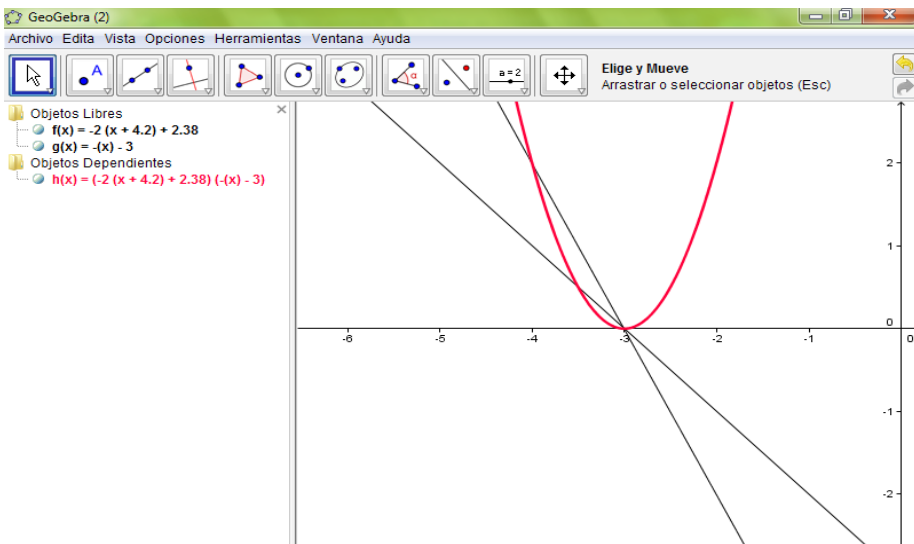 GeoGebra (2)
Archivo Edita Vista Opciones Herramientas Ventana Ayuda
A
α
a = 2
Elige y Mueve
Arrastrar o seleccionar objetos (Esc)
Objetos Libres
f(x) = -2 (x + 4.2) + 2.38
g(x) = -(x) - 3
Objetos Dependientes
h(x) = (-2 (x + 4.2) + 2.38) (-(x) - 3)
2
1
0
-6 -5 -4 -3 -2 -1 0
-1
-2